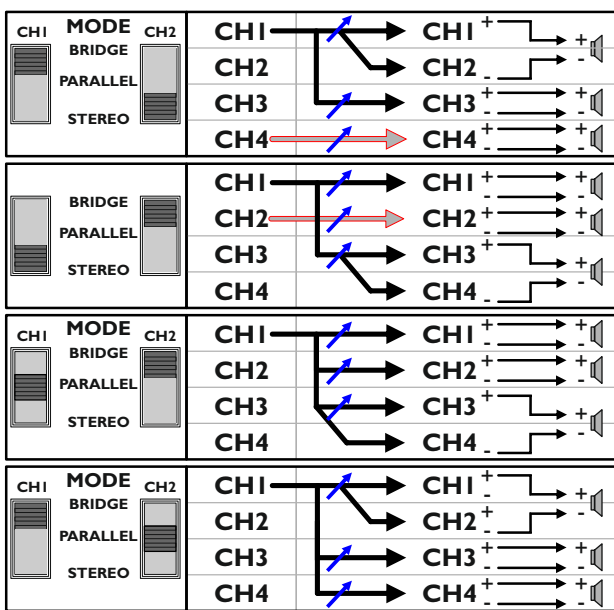 CH1 MODE CH2
BRIDGE
PARALLEL
STEREO
CH1 CH1 +
CH2 CH2 -
+
-
CH3 CH3 + +
- -
CH4 CH4 + +
- -
BRIDGE
PARALLEL
STEREO
CH1 CH1 + +
- -
CH2 CH2 + +
- -
CH3 CH3 +
CH4 CH4 -
+
-
CH1 MODE CH2
BRIDGE
PARALLEL
STEREO
CH1 CH1 + +
- -
CH2 CH2 + +
- -
CH3 CH3 +
CH4 CH4 -
+
-
CH1 MODE CH2
BRIDGE
PARALLEL
STEREO
CH1 CH1 +
-
CH2 CH2 +
-
+
-
CH3 CH3 + +
- -
CH4 CH4 + +
- -